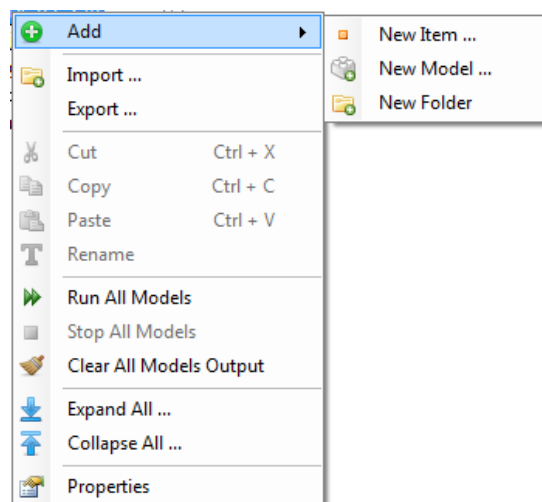 Add
New Item ...
New Model ...
New Folder
Import ...
Export ...
Cut Ctrl + X
Copy Ctrl + C
Paste Ctrl + V
Rename
Run All Models
Stop All Models
Clear All Models Output
Expand All ...
Collapse All ...
Properties